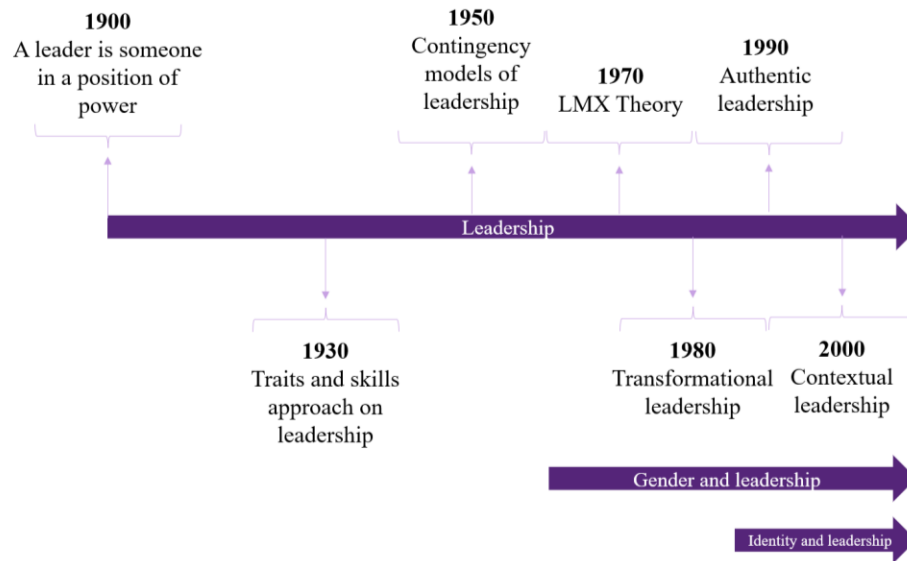 1900
A leader is someone
in a position of
power
1950
Contingency
models of
leadership
1970
LMX Theory
1990
Authentic
leadership
Leadership
1930
Traits and skills
approach on
leadership
1980
Transformational
leadership
2000
Contextual
leadership
Gender and leadership
Identity and leadership